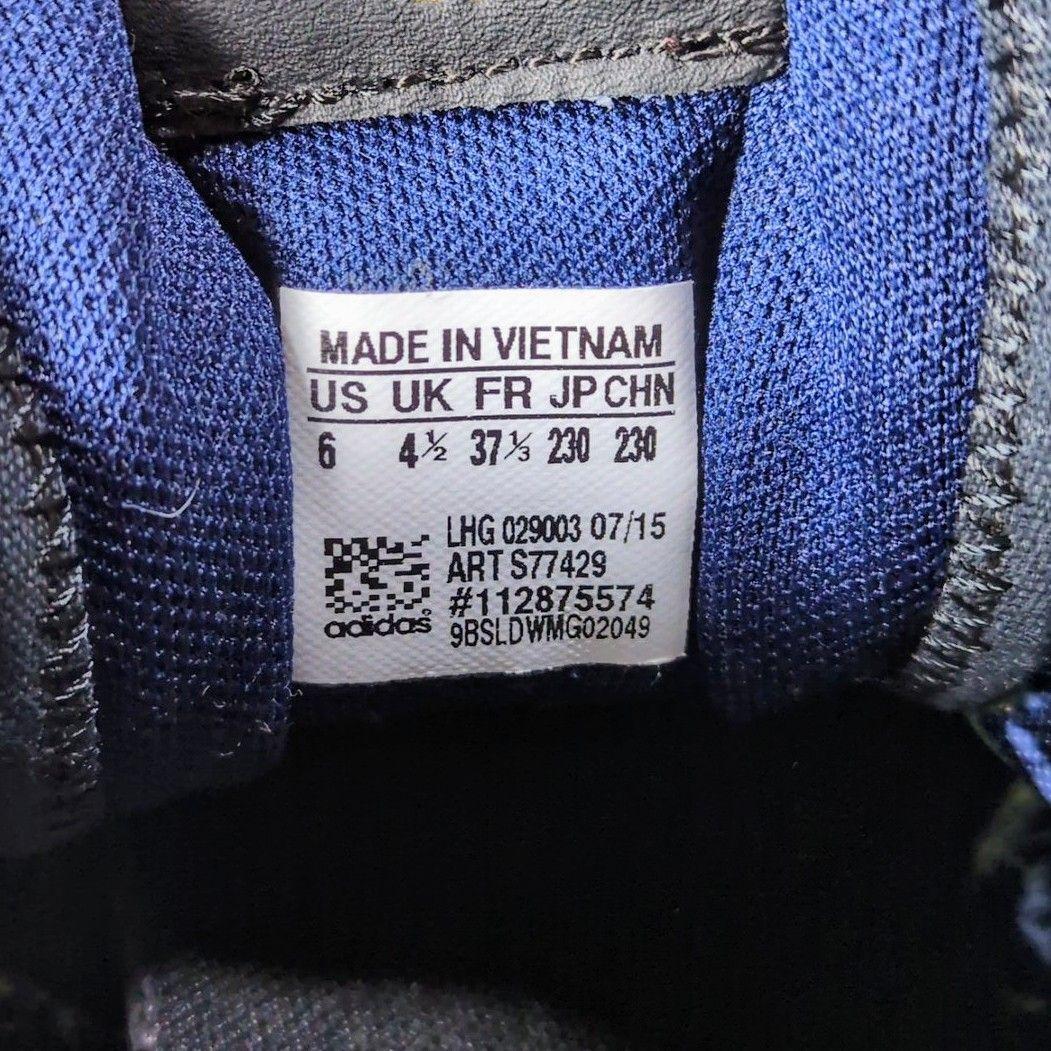 MADE IN VIETNAM
US UK FR JP CHN
6 4½ 37⅓ 230 230
LHG 029003 07/15
ART S77429
#112875574
adidas® 9BSLDWMG02049